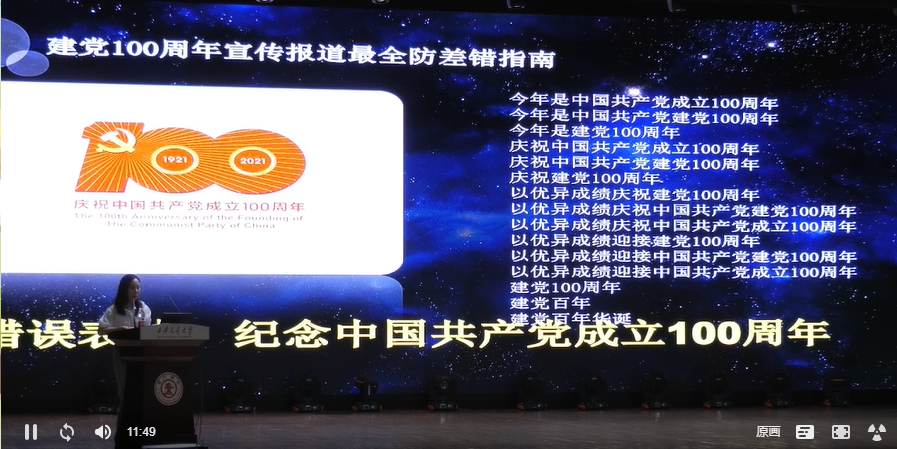 建党100周年宣传报道最全防差错指南
1921
2021
庆祝中国共产党成立100周年
The 100th Anniversary of the Founding of
The Communist Party of China
今年是中国共产党成立100周年
今年是中国共产党建党100周年
今年是建党100周年
庆祝中国共产党成立100周年
庆祝中国共产党建党100周年
庆祝建党100周年
以优异成绩庆祝建党100周年
以优异成绩庆祝中国共产党建党100周年
以优异成绩庆祝中国共产党成立100周年
以优异成绩迎接建党100周年
以优异成绩迎接中国共产党建党100周年
以优异成绩迎接中国共产党成立100周年
建党100周年
建党百年
建党百年华诞
错误表 纪念中国共产党成立100周年
11:49
原画